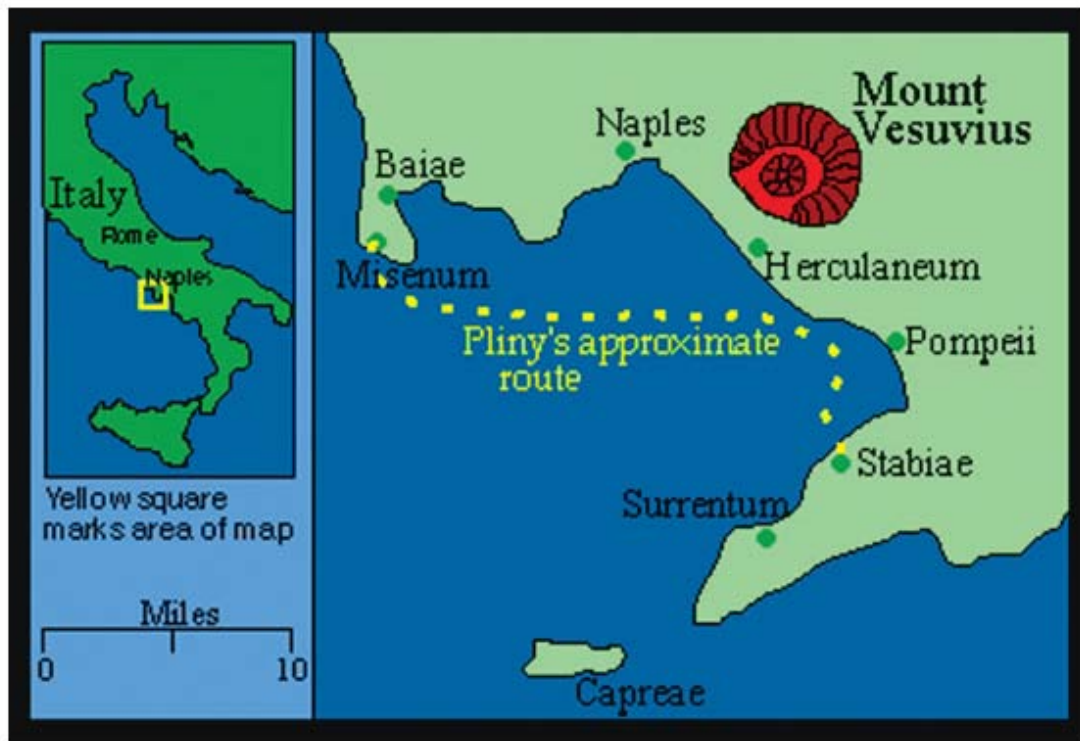 Italy
Rome
Naples
Yellow square
marks area of map
Miles
0 10
Mount
Vesuvius
Naples
Baiae
Misenum
Herculaneum
Pliny's approximate
route
Pompeii
Stabiae
Surrentum
Capreae